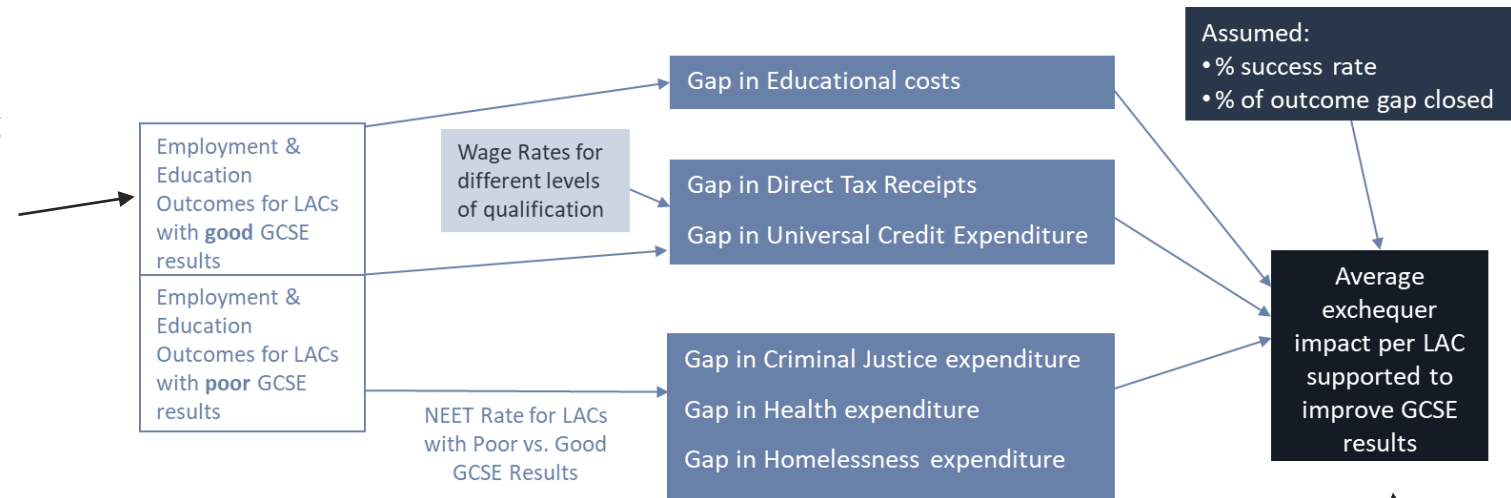 Employment &
Education
Outcomes for LACs
with good GCSE
results
Employment &
Education
Outcomes for LACs
with poor GCSE
results
Wage Rates for
different levels
of qualification
NEET Rate for LACs
with Poor vs. Good
GCSE Results
Gap in Educational costs
Gap in Direct Tax Receipts
Gap in Universal Credit Expenditure
Gap in Criminal Justice expenditure
Gap in Health expenditure
Gap in Homelessness expenditure
Assumed:
• % success rate
• % of outcome gap closed
Average
exchequer
impact per LAC
supported to
improve GCSE
results